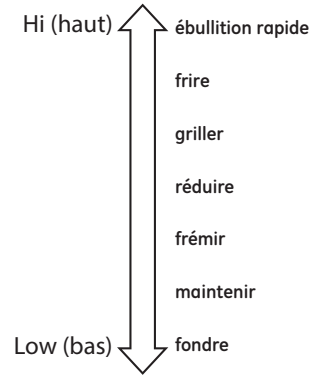 Hi (haut)
ébullition rapide
frire
griller
réduire
frémir
maintenir
Low (bas)
fondre